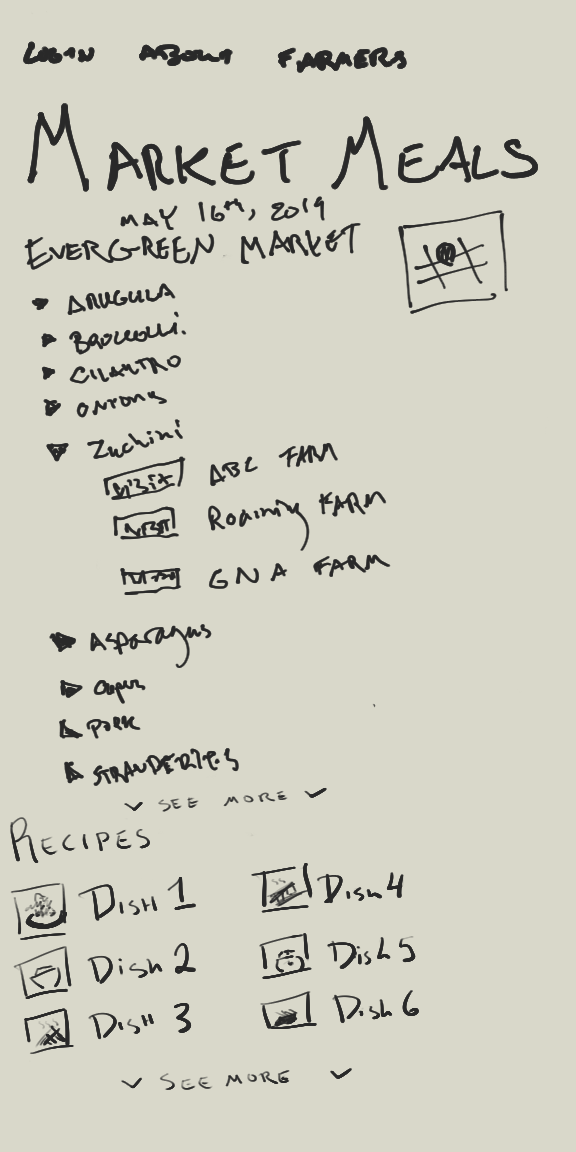 LOGIN ABOUT FARMERS
MARKET MEALS
MAY 16th, 2019
EVERGREEN MARKET
ARUGULA
BROCCOLI.
CILANTRO
ONIONS
Zuchini
VISIT ABC FARM
VISIT Roaming FARM
VISIT GNA FARM
Asparagus
PORK
STRAWBERRIES
SEE MORE
RECIPES
DISH 1 Dish 4
Dish 2 Dish 5
DISH 3 Dish 6
SEE MORE